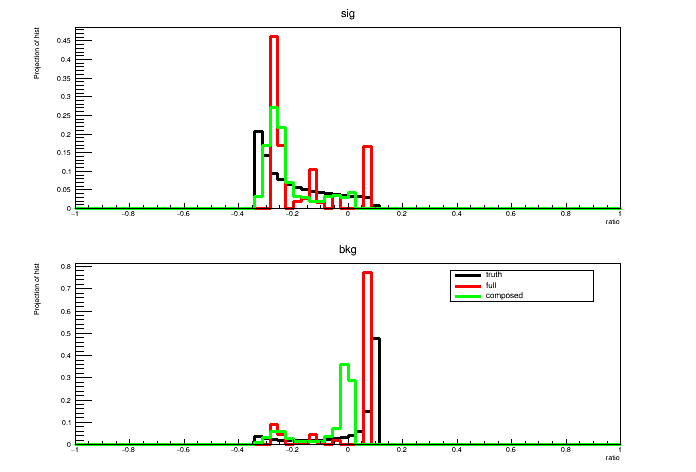 sig
Projection of hist
0.45
0.4
0.35
0.3
0.25
0.2
0.15
0.1
0.05
0
−1 −0.8 −0.6 −0.4 −0.2 0 0.2 0.4 0.6 0.8 1
ratio
bkg
Projection of hist
0.8
0.7
0.6
0.5
0.4
0.3
0.2
0.1
0
truth
full
composed
−1 −0.8 −0.6 −0.4 −0.2 0 0.2 0.4 0.6 0.8 1
ratio